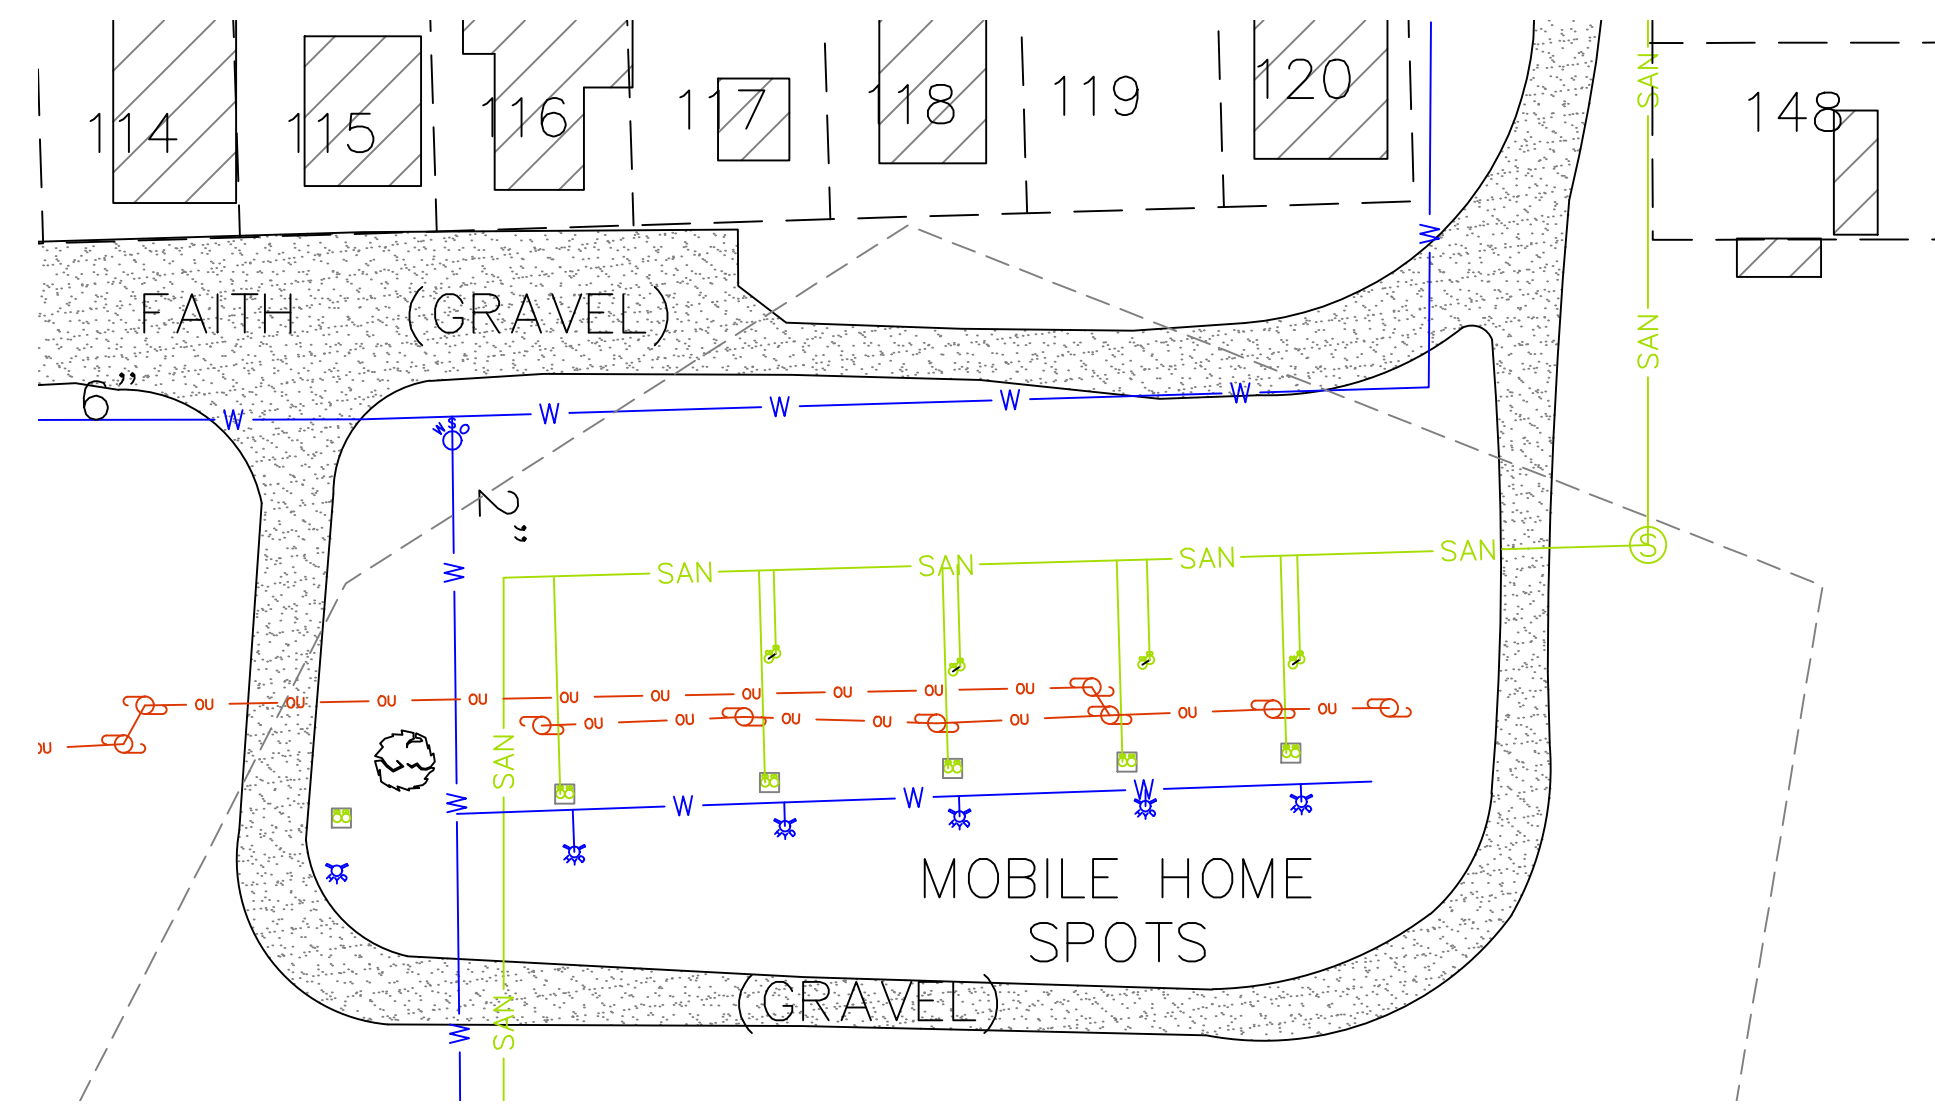 114 115 116 117 118 119 120 148
SAN
W
FAITH (GRAVEL)
SAN
6"
W W W W W
WSO
2"
SAN SAN SAN SAN S
W
OU OU OU OU OU OU OU OU OU OU
OU OU OU OU OU OU OU
SAN
W W W W
MOBILE HOME
SPOTS
(GRAVEL)
SAN
W